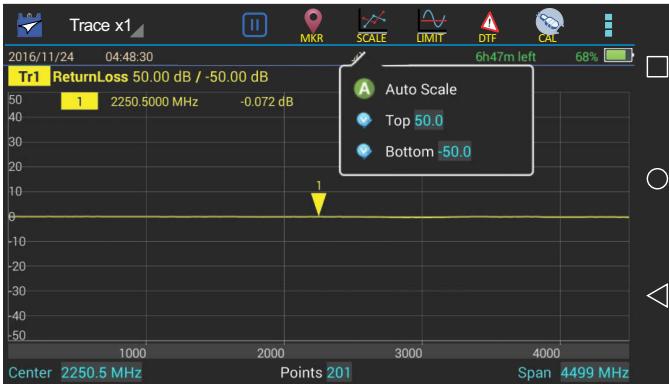 Trace x1
MKR SCALE LIMIT DTF CAL
2016/11/24 04:48:30 6h47m left 68%
Tr1 ReturnLoss 50.00 dB / -50.00 dB
1 2250.5000 MHz -0.072 dB
A Auto Scale
Top 50.0
Bottom -50.0
50
40
30
20
10
1
0
-10
-20
-30
-40
-50
1000 2000 3000 4000
Center 2250.5 MHz Points 201 Span 4499 MHz